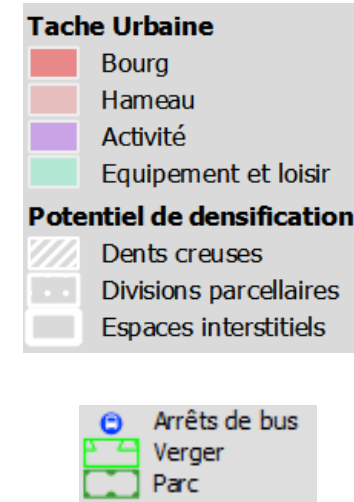 Tache Urbaine
Bourg
Hameau
Activité
Equipement et loisir
Potentiel de densification
Dents creuses
Divisions parcellaires
Espaces interstitiels
Arrêts de bus
Verger
Parc